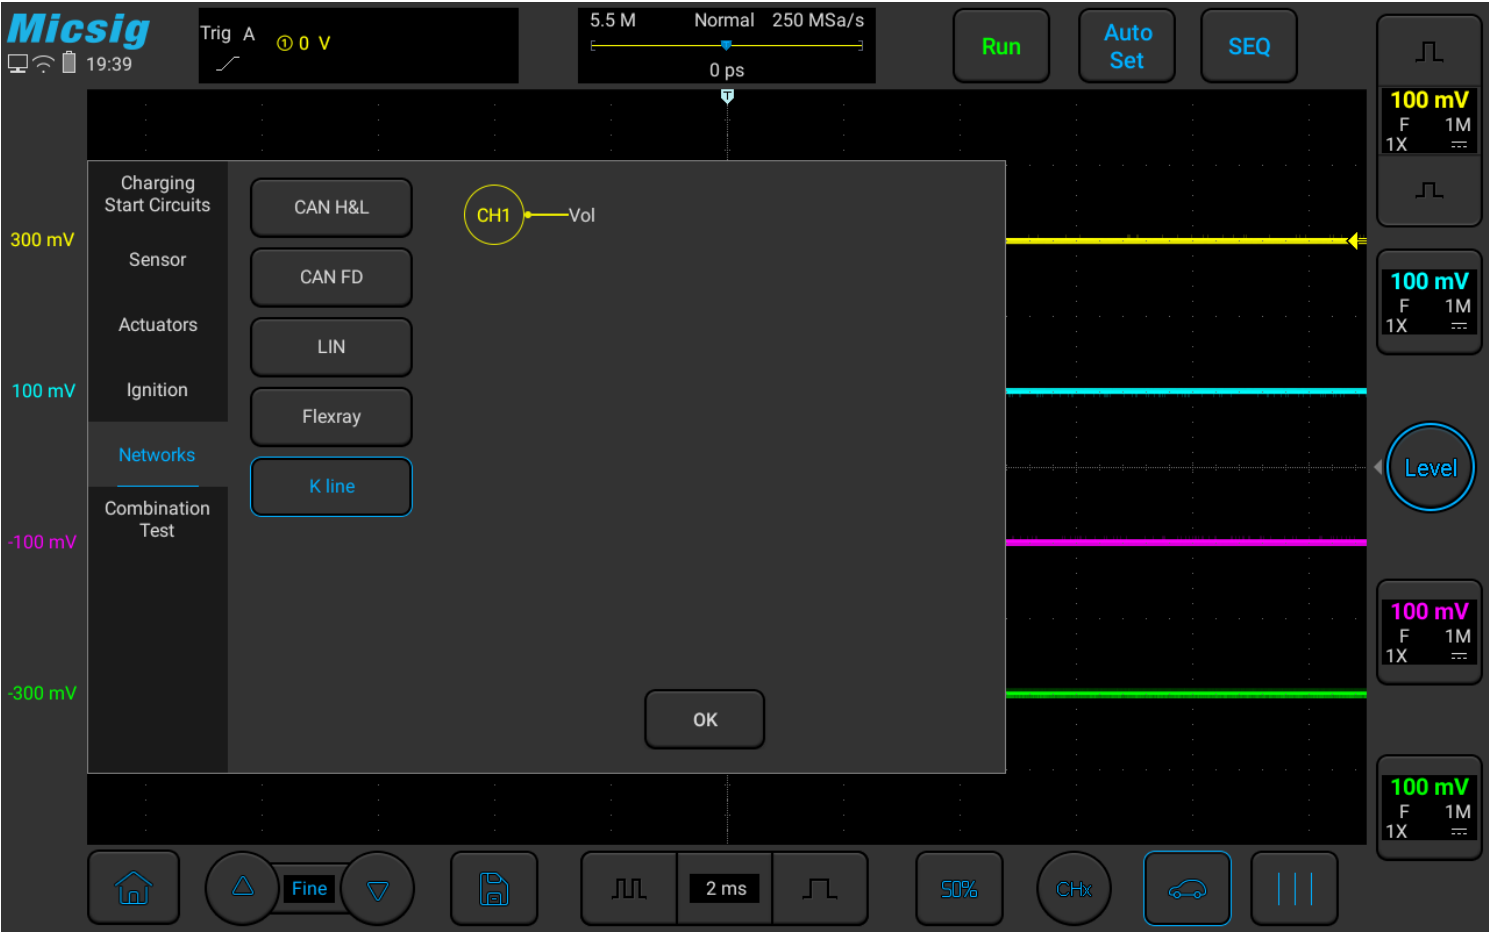 Micsig
19:39
Trig A
① 0 V
5.5 M Normal 250 MSa/s
0 ps
Run
Auto
Set
SEQ
T
100 mV
F 1M
1X
300 mV
100 mV
-100 mV
-300 mV
Charging
Start Circuits
Sensor
Actuators
Ignition
Networks
Combination
Test
CAN H&L
CAN FD
LIN
Flexray
K line
CH1
Vol
OK
100 mV
F 1M
1X
Level
100 mV
F 1M
1X
100 mV
F 1M
1X
Fine
2 ms
50%
CHx